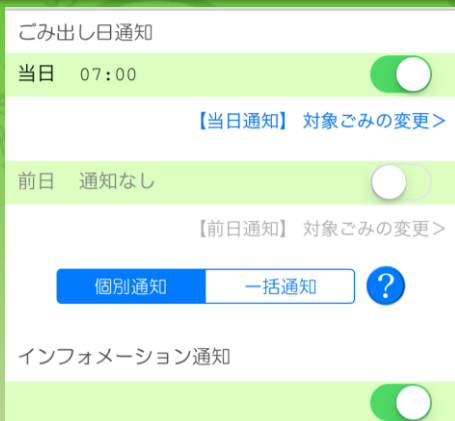 ごみ出し日通知
当日 07:00
【当日通知】 対象ごみの変更＞
前日 通知なし
【前日通知】 対象ごみの変更＞
個別通知 一括通知 ?
インフォメーション通知